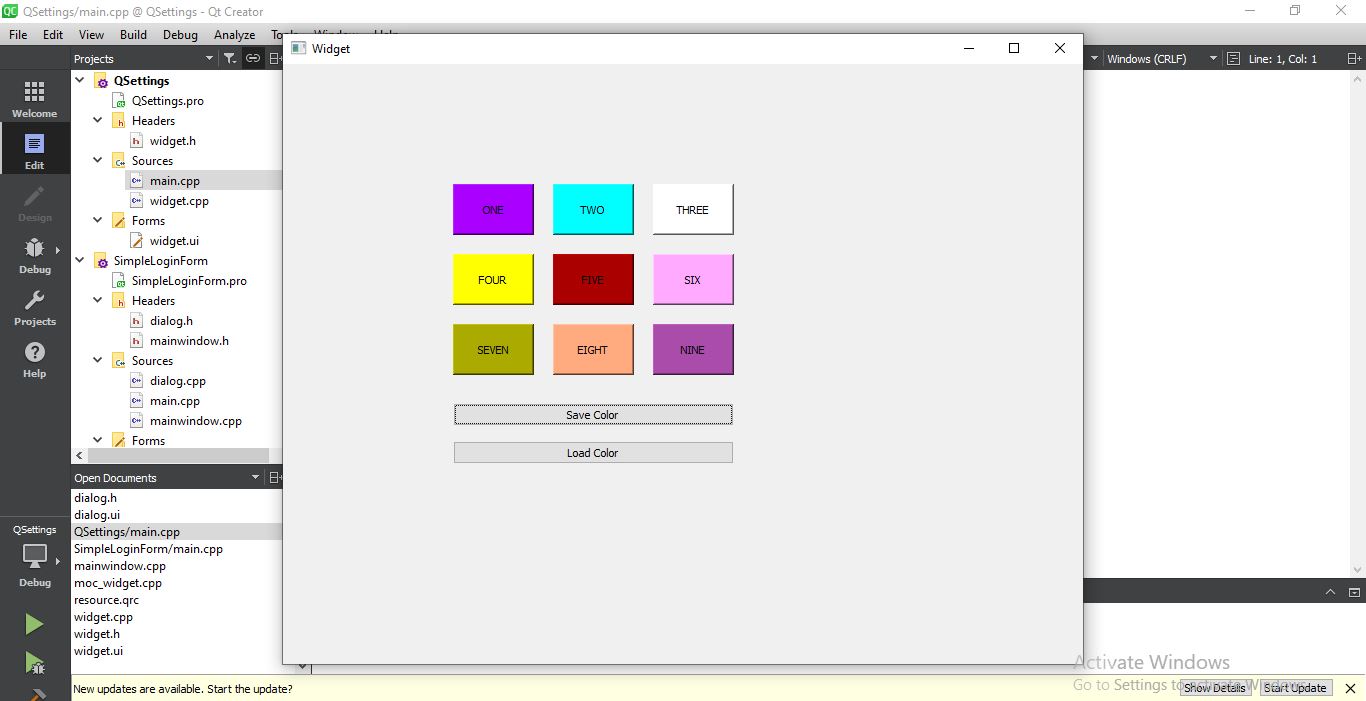 QSettings/main.cpp @ QSettings - Qt Creator
File Edit View Build Debug Analyze
Projects
Windows (CRLF) Line: 1, Col: 1
Welcome
Edit
Design
Debug
Projects
Help
QSettings
QSettings.pro
Headers
widget.h
Sources
main.cpp
widget.cpp
Forms
widget.ui
SimpleLoginForm
SimpleLoginForm.pro
Headers
dialog.h
mainwindow.h
Sources
dialog.cpp
main.cpp
mainwindow.cpp
Forms
Open Documents
dialog.h
dialog.ui
QSettings/main.cpp
SimpleLoginForm/main.cpp
mainwindow.cpp
moc_widget.cpp
resource.qrc
widget.cpp
widget.h
widget.ui
QSettings
Debug
Widget
ONE TWO THREE
FOUR FIVE SIX
SEVEN EIGHT NINE
Save Color
Load Color
Activate Windows
Go to Settings to activate Windows.
New updates are available. Start the update?
Show Details Start Update